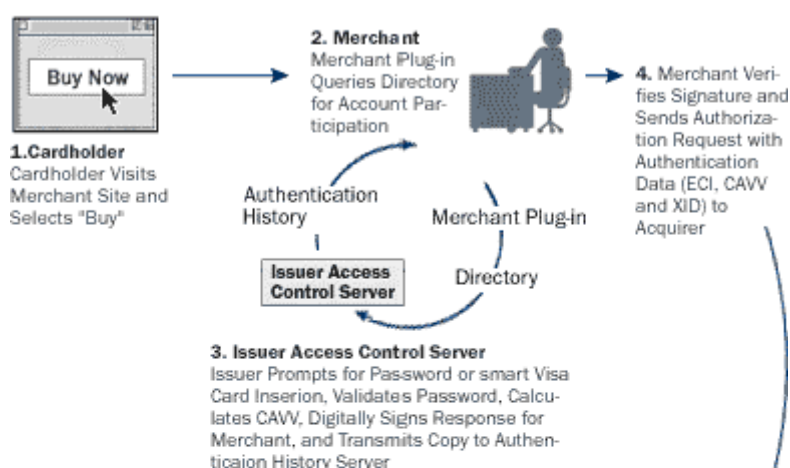 Buy Now
1.Cardholder
Cardholder Visits
Merchant Site and
Selects "Buy"
2. Merchant
Merchant Plug-in
Queries Directory
for Account Par-
ticipation
Authentication
History
Merchant Plug-in
Directory
Issuer Access
Control Server
3. Issuer Access Control Server
Issuer Prompts for Password or smart Visa
Card Inserion, Validates Password, Calcu-
lates CAVV, Digitally Signs Response for
Merchant, and Transmits Copy to Authen-
ticaion History Server
4. Merchant Veri-
fies Signature and
Sends Authoriza-
tion Request with
Authentication
Data (ECI, CAVV
and XID) to
Acquirer